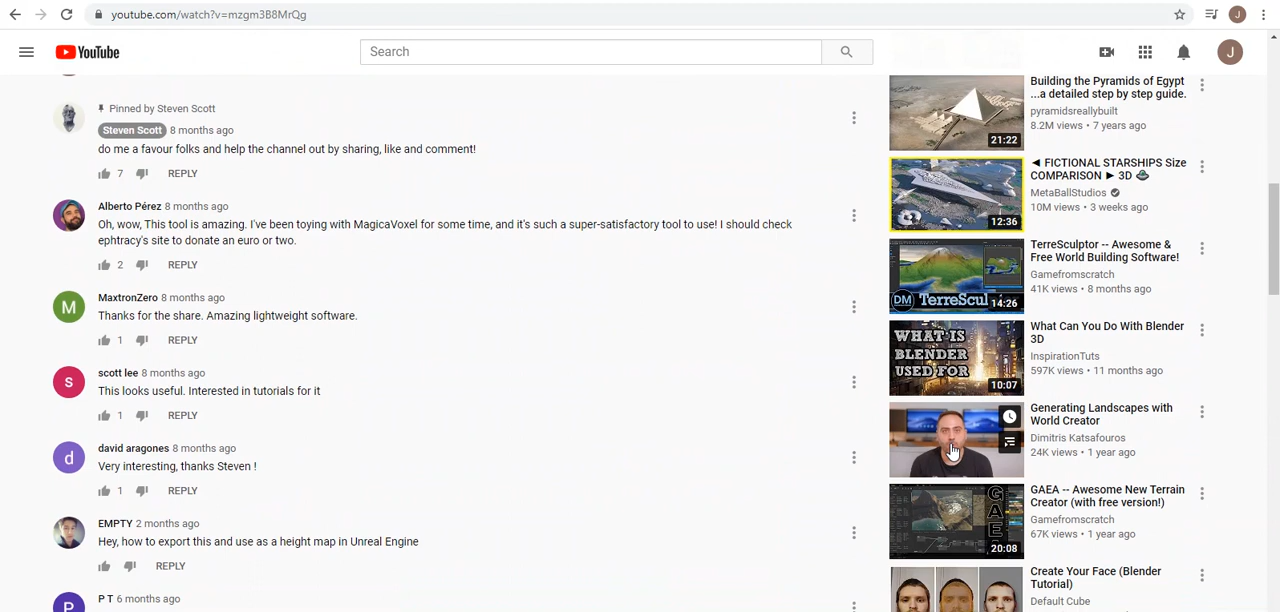 youtube.com/watch?v=mzgm3B8MrQg
J
YouTube
Search
J
Pinned by Steven Scott
Steven Scott 8 months ago
do me a favour folks and help the channel out by sharing, like and comment!
7 REPLY
Alberto Pérez 8 months ago
Oh, wow, This tool is amazing. I've been toying with MagicaVoxel for some time, and it's such a super-satisfactory tool to use! I should check
ephtracy's site to donate an euro or two.
2 REPLY
M
MaxtronZero 8 months ago
Thanks for the share. Amazing lightweight software.
1 REPLY
s
scott lee 8 months ago
This looks useful. Interested in tutorials for it
1 REPLY
d
david aragones 8 months ago
Very interesting, thanks Steven !
1 REPLY
EMPTY 2 months ago
Hey, how to export this and use as a height map in Unreal Engine
REPLY
P
P T 6 months ago
21:22
Building the Pyramids of Egypt
...a detailed step by step guide.
pyramidsreallybuilt
8.2M views • 7 years ago
12:36
◄ FICTIONAL STARSHIPS Size
COMPARISON ► 3D 🛸
MetaBallStudios
10M views • 3 weeks ago
DM TerreScul 14:26
TerreSculptor -- Awesome &
Free World Building Software!
Gamefromscratch
41K views • 8 months ago
WHAT IS
BLENDER
USED FOR
10:07
What Can You Do With Blender
3D
InspirationTuts
597K views • 11 months ago
Generating Landscapes with
World Creator
Dimitris Katsafouros
24K views • 1 year ago
GAE
20:08
GAEA -- Awesome New Terrain
Creator (with free version!)
Gamefromscratch
67K views • 1 year ago
Create Your Face (Blender
Tutorial)
Default Cube